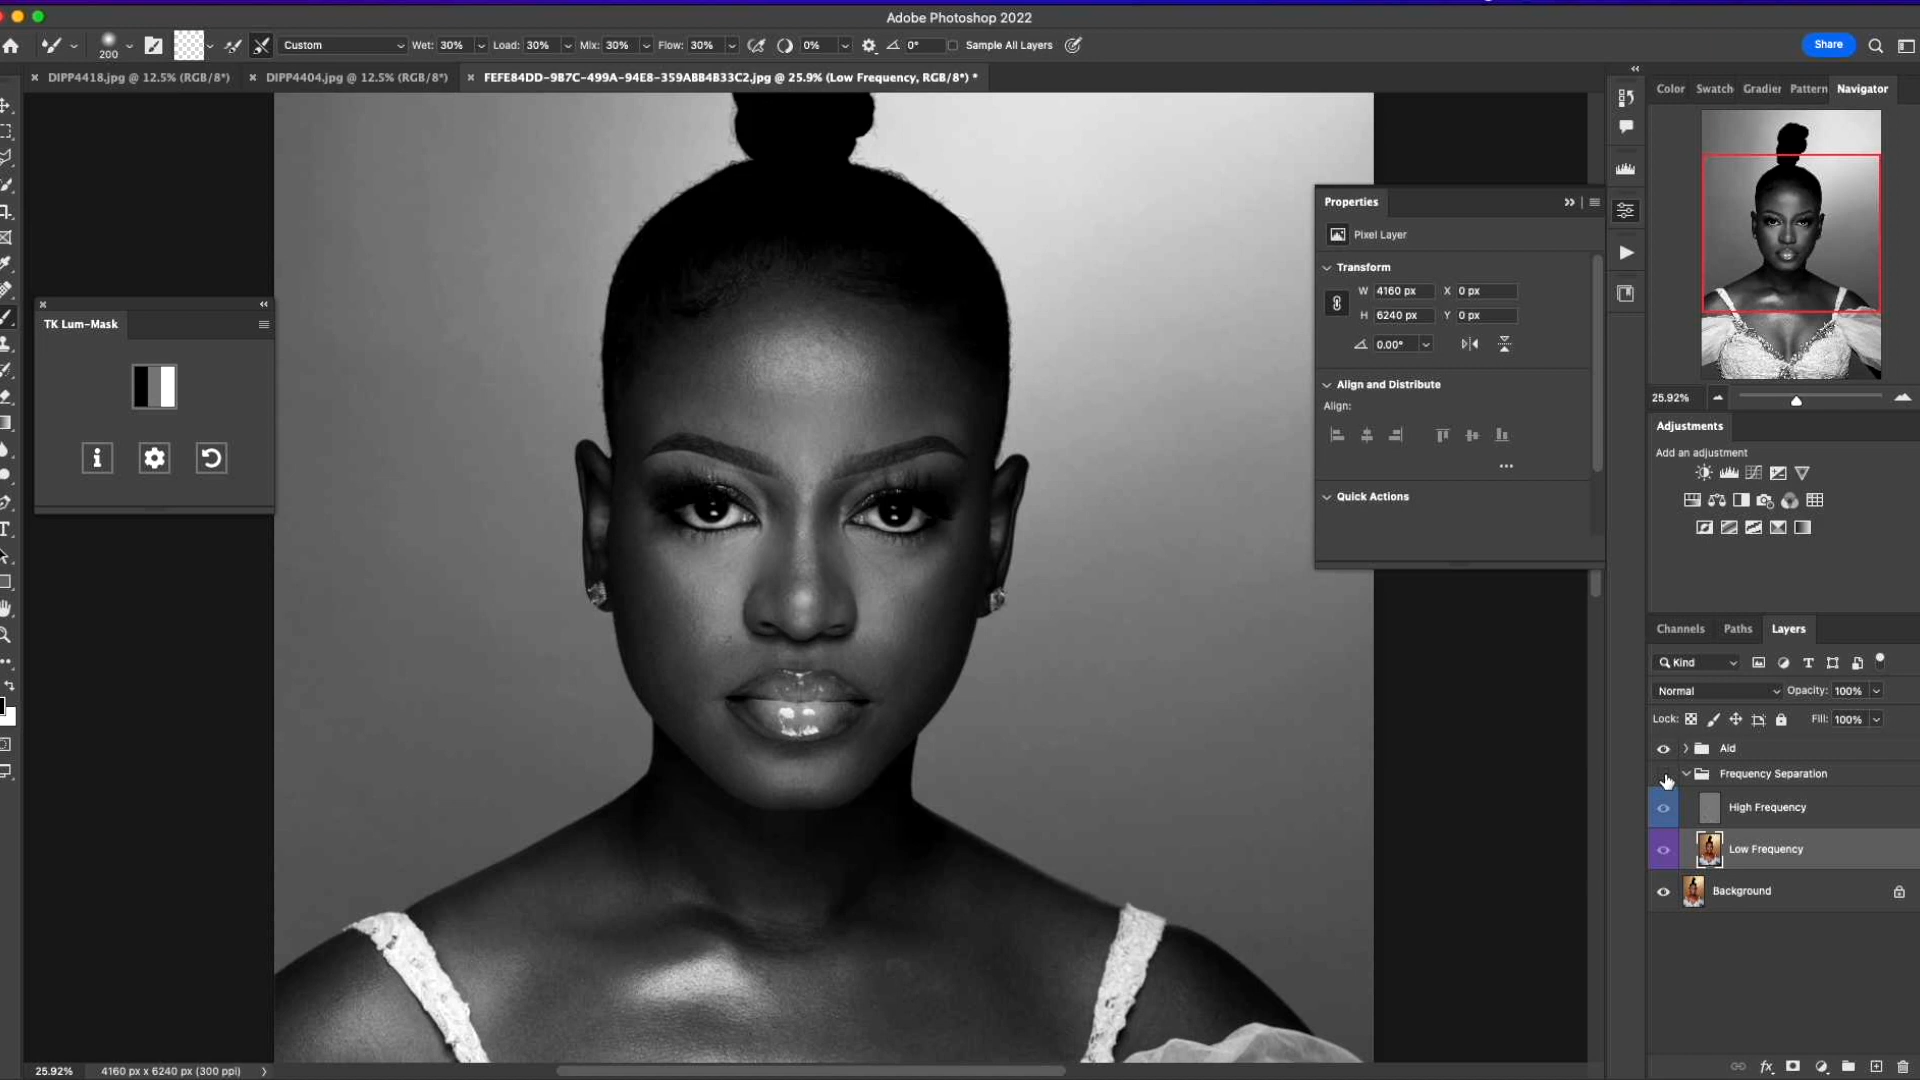 Adobe Photoshop 2022
200 Custom Wet: 30% Load: 30% Mix: 30% Flow: 30% 0% 0° Sample All Layers Share
DIPP4418.jpg @ 12.5% (RGB/8*) DIPP4404.jpg @ 12.5% (RGB/8*) FEFE84DD-9B7C-499A-94E8-359ABB4B33C2.jpg @ 25.9% (Low Frequency, RGB/8*) *
Color Swatch Gradier Pattern Navigator
TK Lum-Mask
Properties
Pixel Layer
Transform
W 4160 px X 0 px
H 6240 px Y 0 px
0.00°
Align and Distribute
Align:
Quick Actions
25.92%
Adjustments
Add an adjustment
Channels Paths Layers
Kind
Normal Opacity: 100%
Lock: Fill: 100%
Aid
Frequency Separation
High Frequency
Low Frequency
Background
fx
25.92% 4160 px x 6240 px (300 ppi)